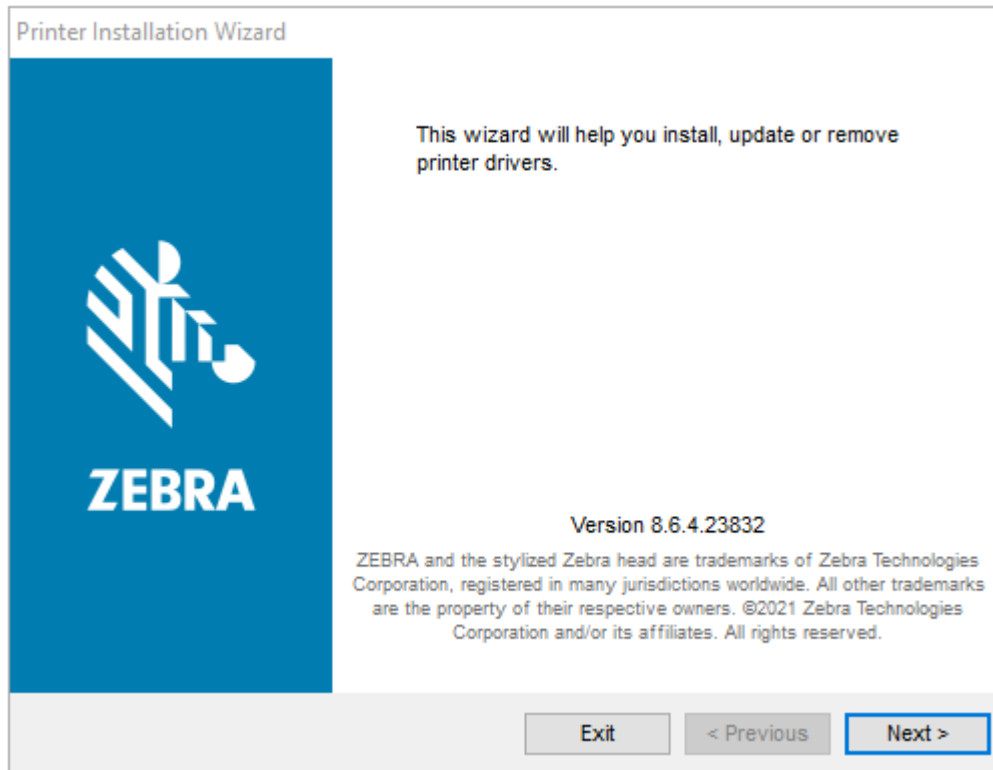 Printer Installation Wizard
This wizard will help you install, update or remove
printer drivers.
ZEBRA
Version 8.6.4.23832
ZEBRA and the stylized Zebra head are trademarks of Zebra Technologies
Corporation, registered in many jurisdictions worldwide. All other trademarks
are the property of their respective owners. ©2021 Zebra Technologies
Corporation and/or its affiliates. All rights reserved.
Exit
< Previous
Next >